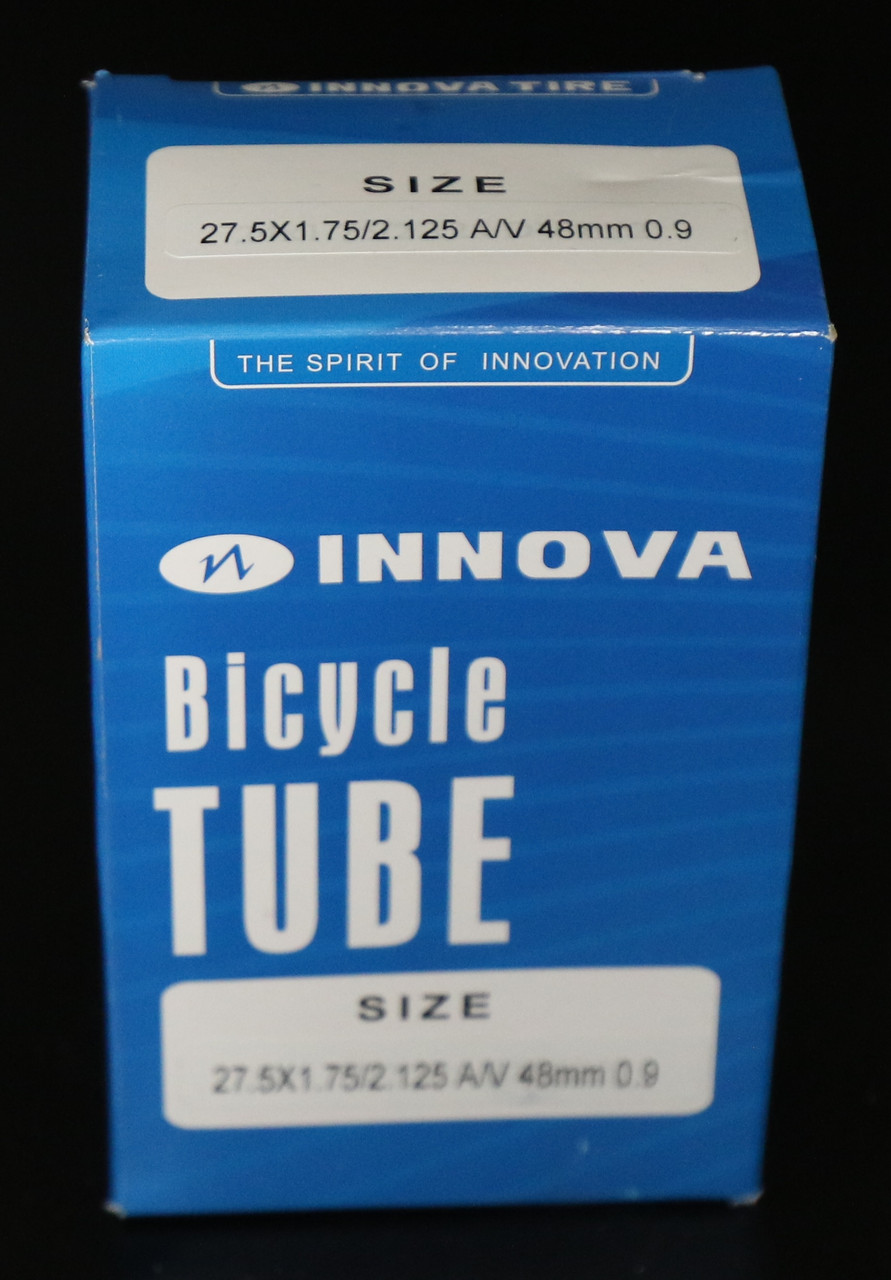 INNOVA TIRE
SIZE
27.5X1.75/2.125 A/V 48mm 0.9
THE SPIRIT OF INNOVATION
INNOVA
Bicycle
TUBE
SIZE
27.5X1.75/2.125 A/V 48mm 0.9